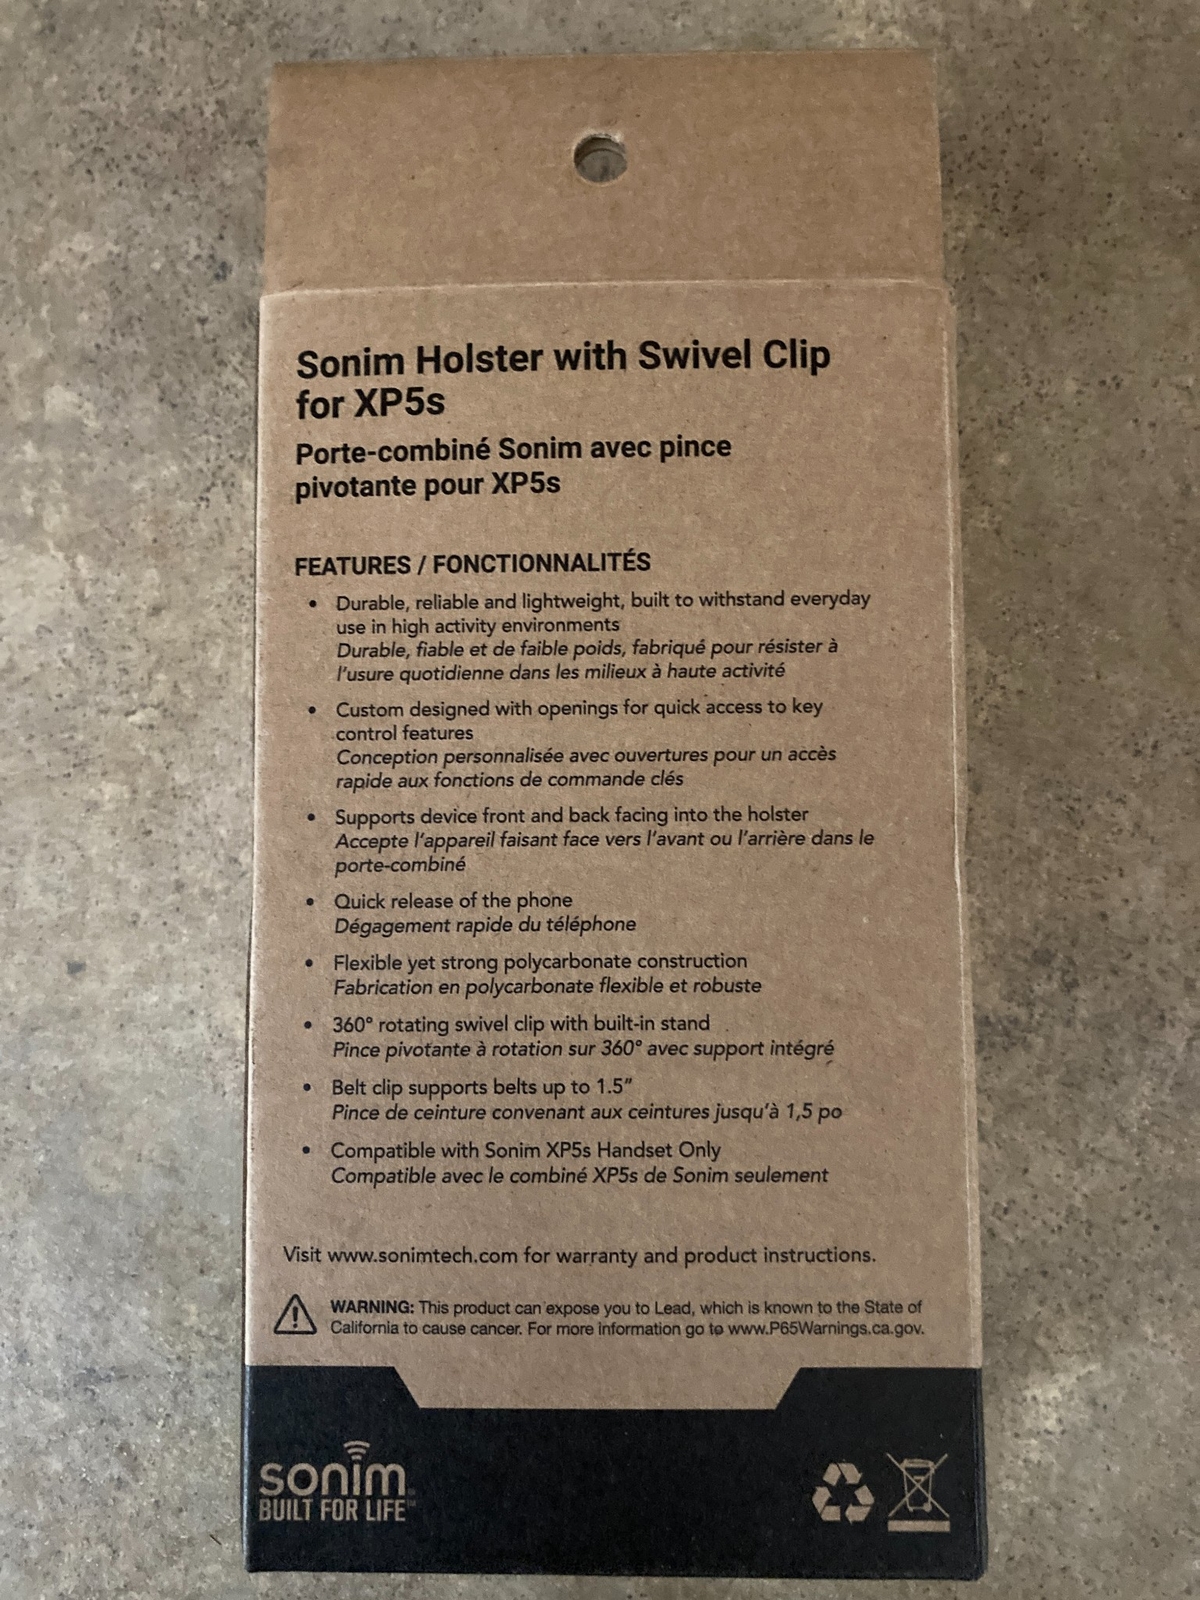 Sonim Holster with Swivel Clip
for XP5s
Porte-combiné Sonim avec pince
pivotante pour XP5s
FEATURES / FONCTIONNALITÉS
• Durable, reliable and lightweight, built to withstand everyday
use in high activity environments
Durable, fiable et de faible poids, fabriqué pour résister à
l'usure quotidienne dans les milieux à haute activité
• Custom designed with openings for quick access to key
control features
Conception personnalisée avec ouvertures pour un accès
rapide aux fonctions de commande clés
• Supports device front and back facing into the holster
Accepte l'appareil faisant face vers l'avant ou l'arrière dans le
porte-combiné
• Quick release of the phone
Dégagement rapide du téléphone
• Flexible yet strong polycarbonate construction
Fabrication en polycarbonate flexible et robuste
• 360° rotating swivel clip with built-in stand
Pince pivotante à rotation sur 360° avec support intégré
• Belt clip supports belts up to 1.5”
Pince de ceinture convenant aux ceintures jusqu'à 1,5 po
• Compatible with Sonim XP5s Handset Only
Compatible avec le combiné XP5s de Sonim seulement
Visit www.sonimtech.com for warranty and product instructions.
WARNING: This product can expose you to Lead, which is known to the State of
California to cause cancer. For more information go to www.P65Warnings.ca.gov.
sonim
BUILT FOR LIFE™